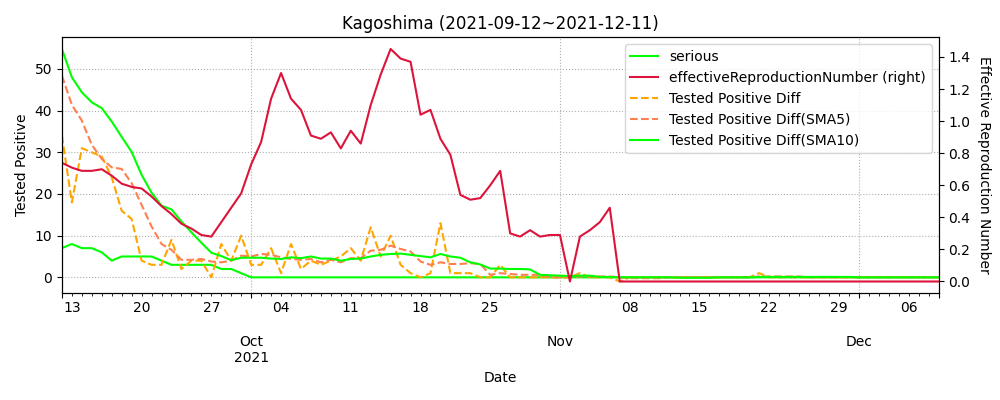 Kagoshima (2021-09-12~2021-12-11)
serious
effectiveReproductionNumber (right)
Tested Positive Diff
Tested Positive Diff(SMA5)
Tested Positive Diff(SMA10)
Tested Positive
50
40
30
20
10
0
1.4
1.2
1.0
0.8
0.6
0.4
0.2
0.0
Effective Reproduction Number
13 20 27 04 11 18 25 08 15 22 29 06
Oct Nov Dec
2021
Date